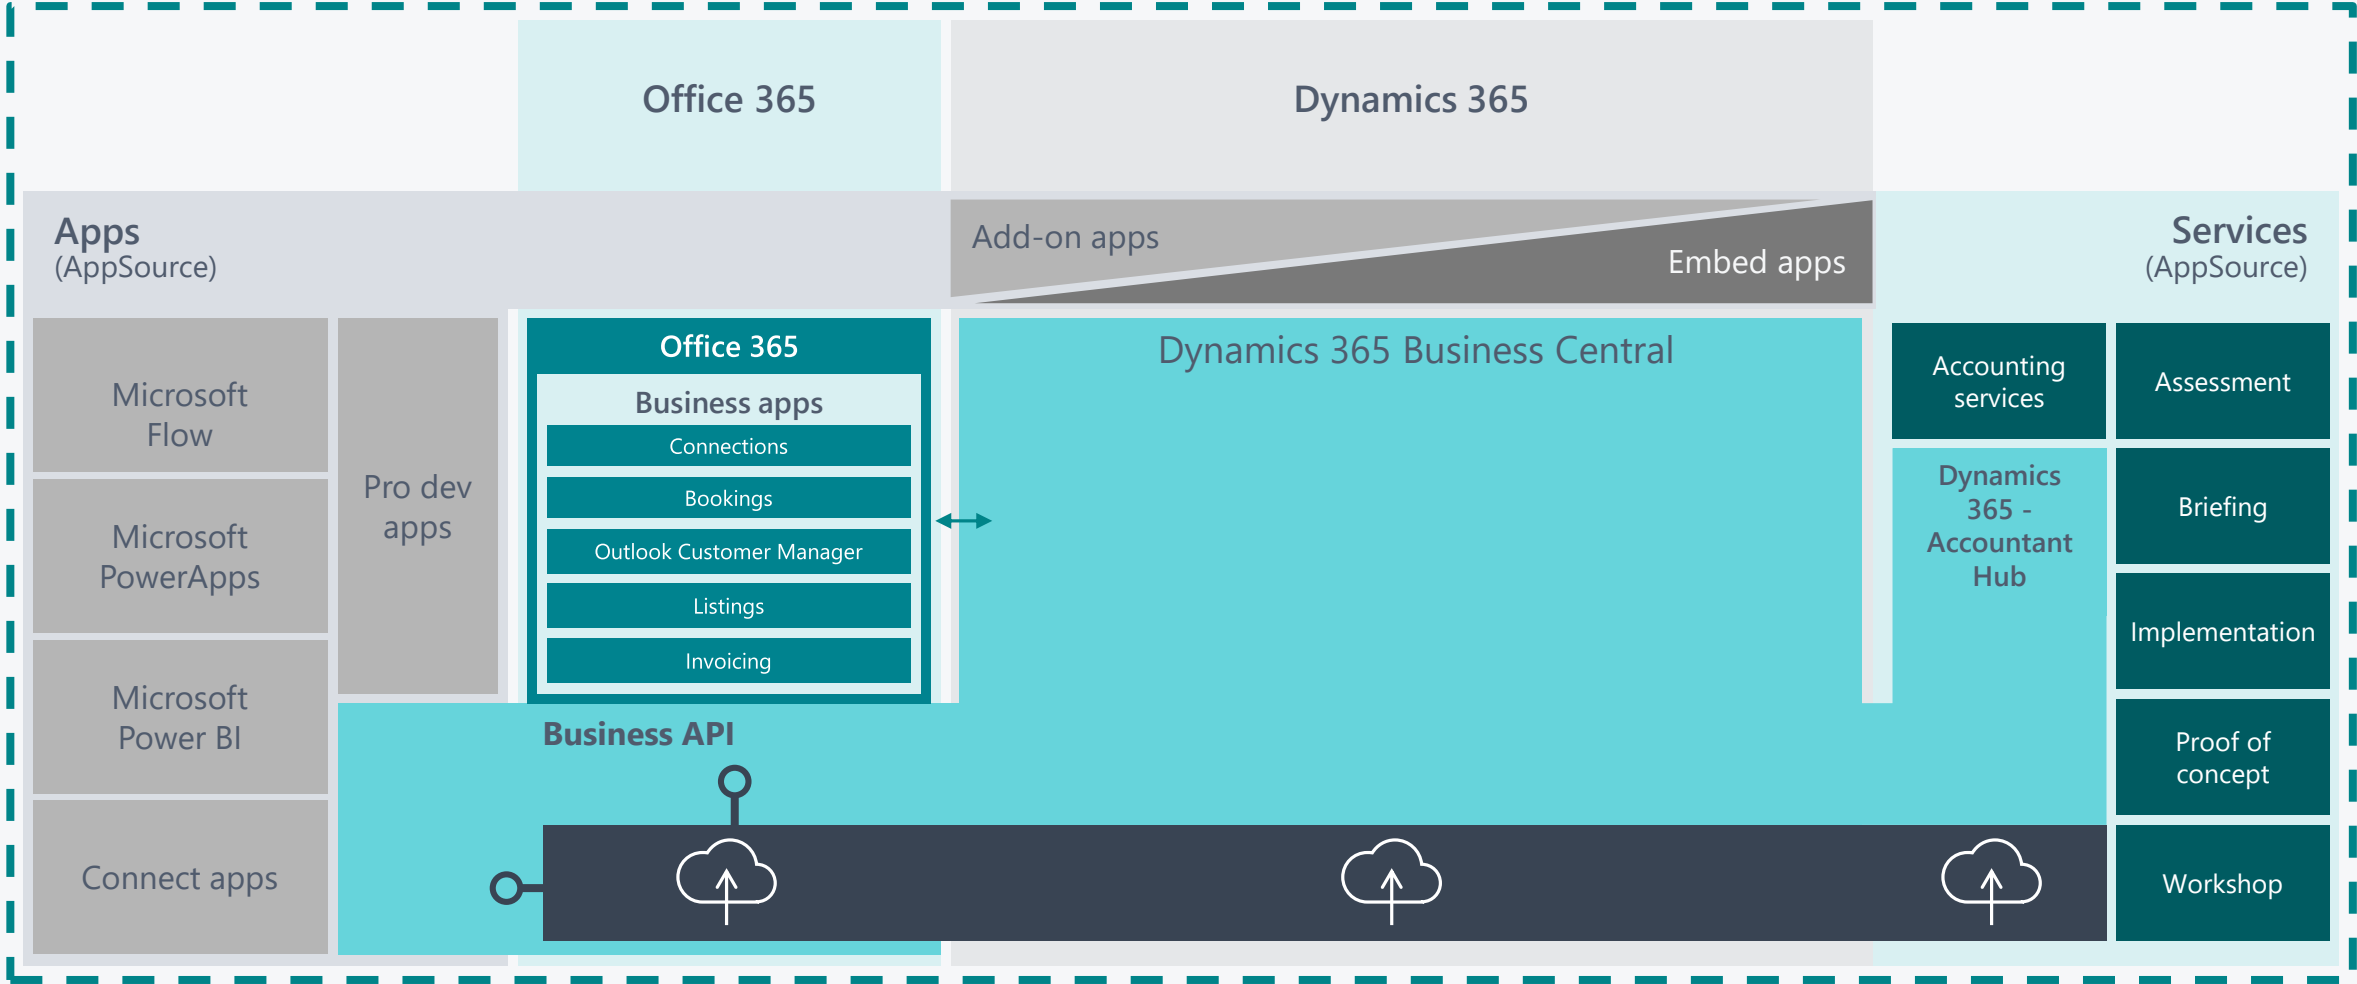 Office 365
Dynamics 365
Apps
(AppSource)
Add-on apps
Embed apps
Services
(AppSource)
Microsoft
Flow
Microsoft
PowerApps
Microsoft
Power BI
Connect apps
Pro dev
apps
Office 365
Business apps
Connections
Bookings
Outlook Customer Manager
Listings
Invoicing
Dynamics 365 Business Central
Business API
Accounting
services
Dynamics
365 -
Accountant
Hub
Assessment
Briefing
Implementation
Proof of
concept
Workshop